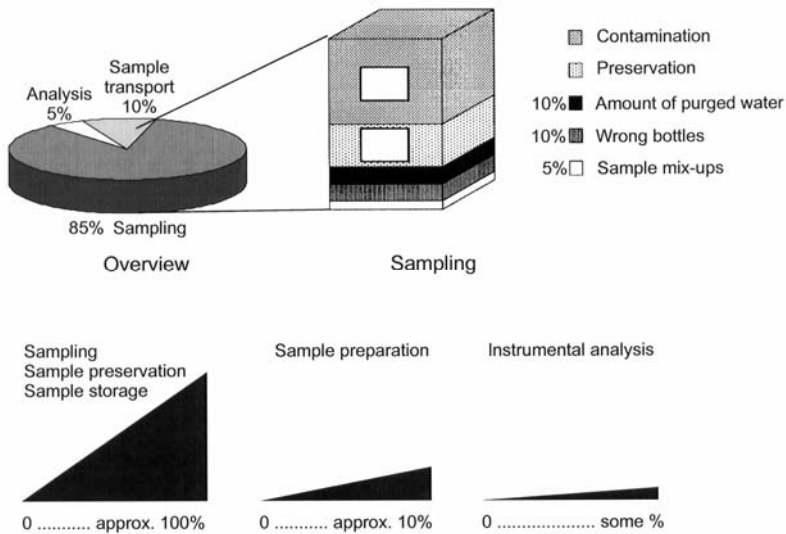 Sample
transport
10%
Analysis
5%
85% Sampling
Overview
Sampling
Contamination
Preservation
10% Amount of purged water
10% Wrong bottles
5% Sample mix-ups
Sampling
Sample preservation
Sample storage
0 ........... approx. 100%
Sample preparation
0 ........... approx. 10%
Instrumental analysis
0 ..................... some %